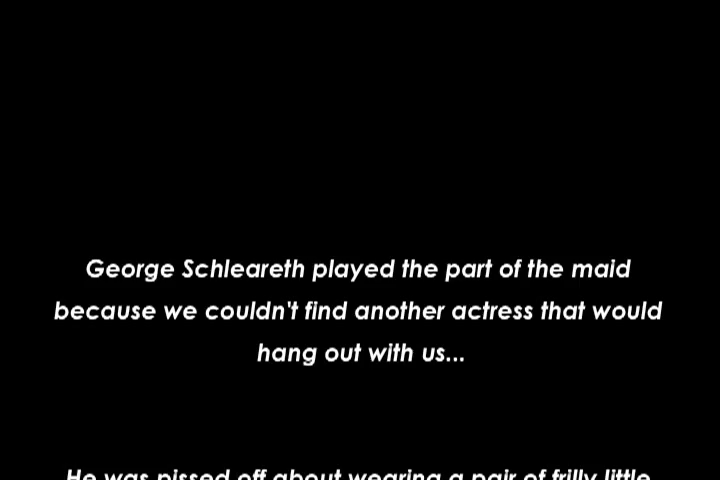 George Schleareth played the part of the maid
because we couldn't find another actress that would
hang out with us...
He was pissed off about wearing a pair of frilly little